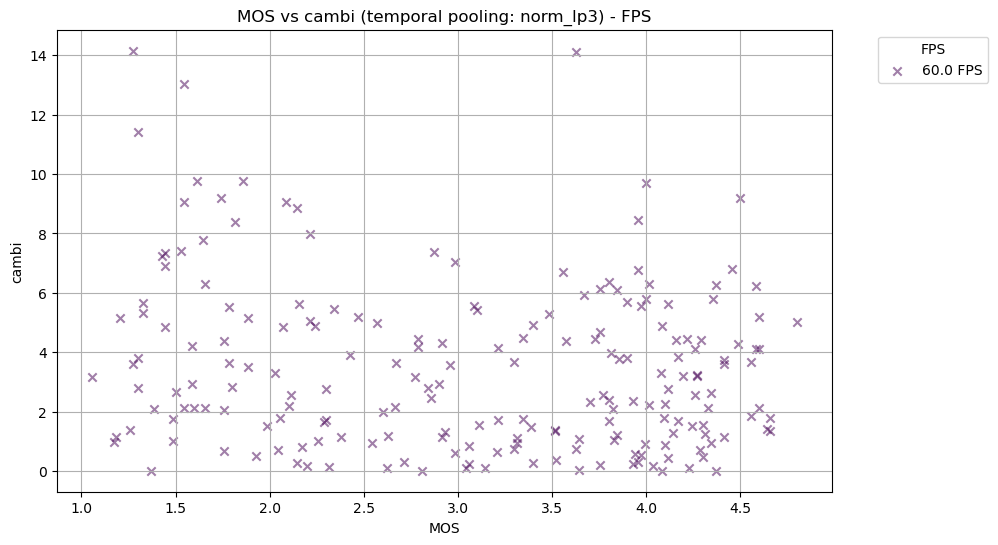 MOS vs cambi (temporal pooling: norm_lp3) - FPS
FPS
60.0 FPS
14
12
10
8
6
4
2
0
cambi
1.0 1.5 2.0 2.5 3.0 3.5 4.0 4.5
MOS